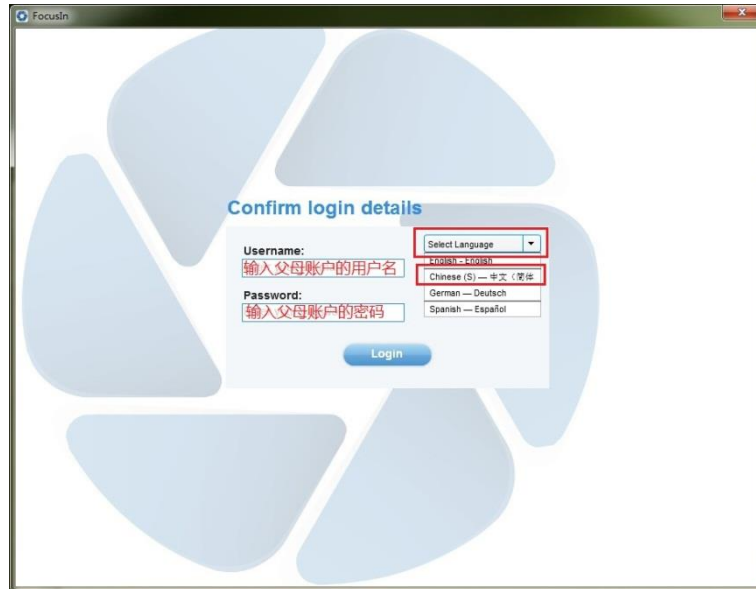 FocusIn
Confirm login details
Username:
输入父母账户的用户名
Password:
输入父母账户的密码
Select Language
English - English
Chinese (S) — 中文（简体
German — Deutsch
Spanish — Español
Login